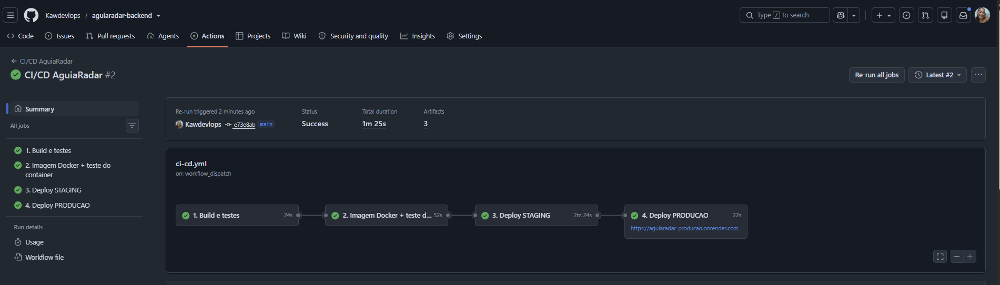 Kawdevlops / aguiaradar-backend
Type / to search
Code Issues Pull requests Agents Actions Projects Wiki Security and quality Insights Settings
CI/CD AguiaRadar
CI/CD AguiaRadar #2
Re-run all jobs
Latest #2
Summary
All jobs
1. Build e testes
2. Imagem Docker + teste do
container
3. Deploy STAGING
4. Deploy PRODUCAO
Run details
Usage
Workflow file
Re-run triggered 2 minutes ago
Kawdevlops e73e8ab main
Status
Success
Total duration
1m 25s
Artifacts
3
ci-cd.yml
on: workflow_dispatch
1. Build e testes 24s
2. Imagem Docker + teste d... 52s
3. Deploy STAGING 2m 24s
4. Deploy PRODUCAO 22s
https://aguiaradar-producao.onrender.com